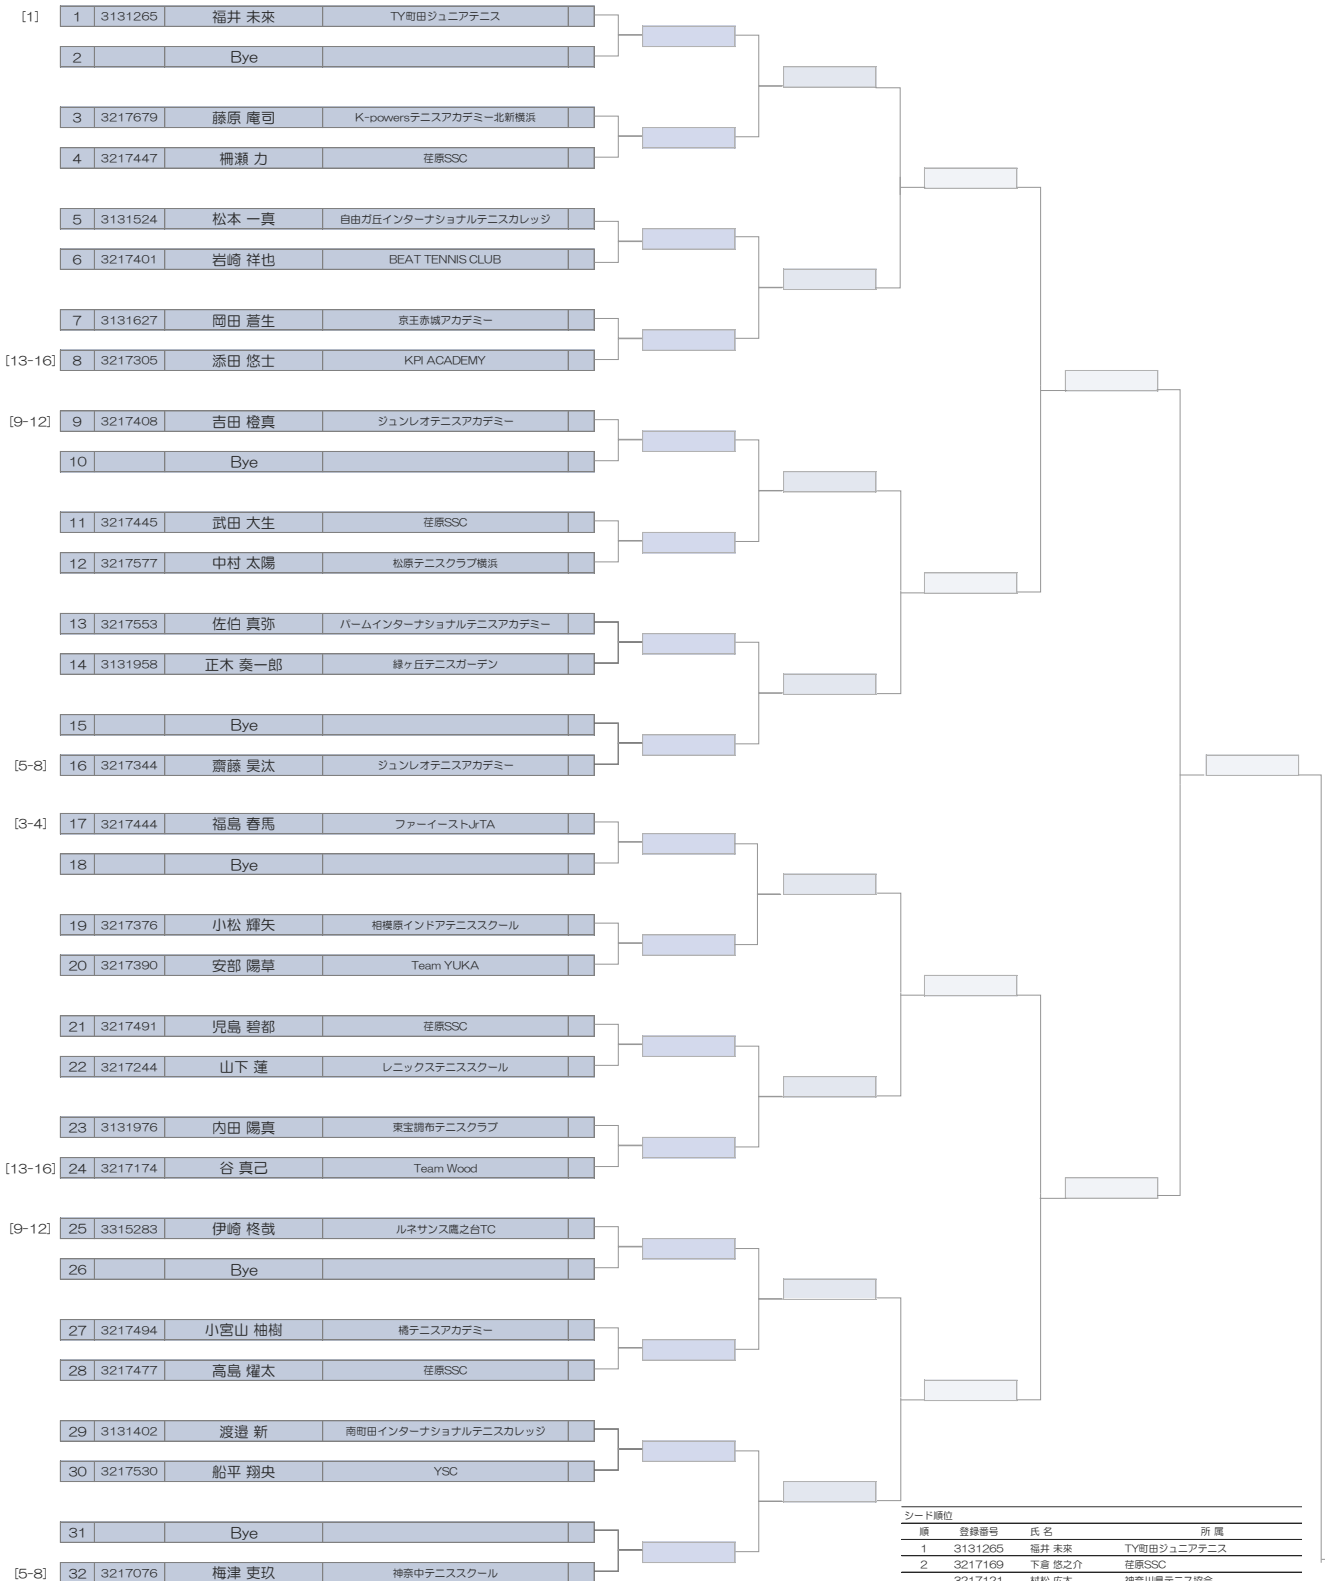 [1] 1 3131265 福井 未來 TY町田ジュニアテニス
2 Bye
3 3217679 藤原 庵司 K-powersテニスアカデミー北新横浜
4 3217447 柵瀬 力 荏原SSC
5 3131524 松本 一真 自由ガ丘インターナショナルテニスカレッジ
6 3217401 岩崎 祥也 BEAT TENNIS CLUB
7 3131627 岡田 蒼生 京王赤城アカデミー
[13-16] 8 3217305 添田 悠士 KPI ACADEMY
[9-12] 9 3217408 吉田 橙真 ジュンレオテニスアカデミー
10 Bye
11 3217445 武田 大生 荏原SSC
12 3217577 中村 太陽 松原テニスクラブ横浜
13 3217553 佐伯 真弥 パームインターナショナルテニスアカデミー
14 3131958 正木 奏一郎 緑ヶ丘テニスガーデン
15 Bye
[5-8] 16 3217344 齋藤 昊汰 ジュンレオテニスアカデミー
[3-4] 17 3217444 福島 春馬 ファーイーストJrTA
18 Bye
19 3217376 小松 輝矢 相模原インドアテニススクール
20 3217390 安部 陽草 Team YUKA
21 3217491 児島 碧都 荏原SSC
22 3217244 山下 蓮 レニックステニススクール
23 3131976 内田 陽真 東宝調布テニスクラブ
[13-16] 24 3217174 谷 真己 Team Wood
[9-12] 25 3315283 伊崎 柊哉 ルネサンス鷹之台TC
26 Bye
27 3217494 小宮山 柚樹 橘テニスアカデミー
28 3217477 高島 燿太 荏原SSC
29 3131402 渡邉 新 南町田インターナショナルテニスカレッジ
30 3217530 船平 翔央 YSC
31 Bye
[5-8] 32 3217076 梅津 吏玖 神奈中テニススクール
シード順位
順 登録番号 氏 名 所 属
1 3131265 福井 未來 TY町田ジュニアテニス
2 3217169 下倉 悠之介 荏原SSC
3217121 村松 広大 神奈川県テニス協会